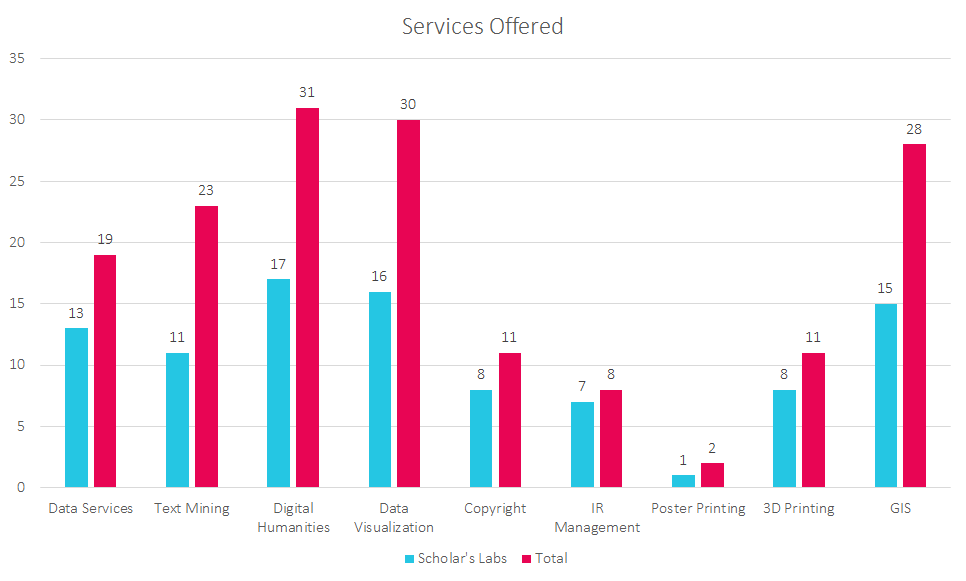 Services Offered
35
30
25
20
15
10
5
0
13
19
11
23
17
31
16
30
8
11
7
8
1
2
8
11
15
28
Data Services
Text Mining
Digital
Humanities
Data
Visualization
Copyright
IR
Management
Poster Printing
3D Printing
GIS
Scholar's Labs
Total